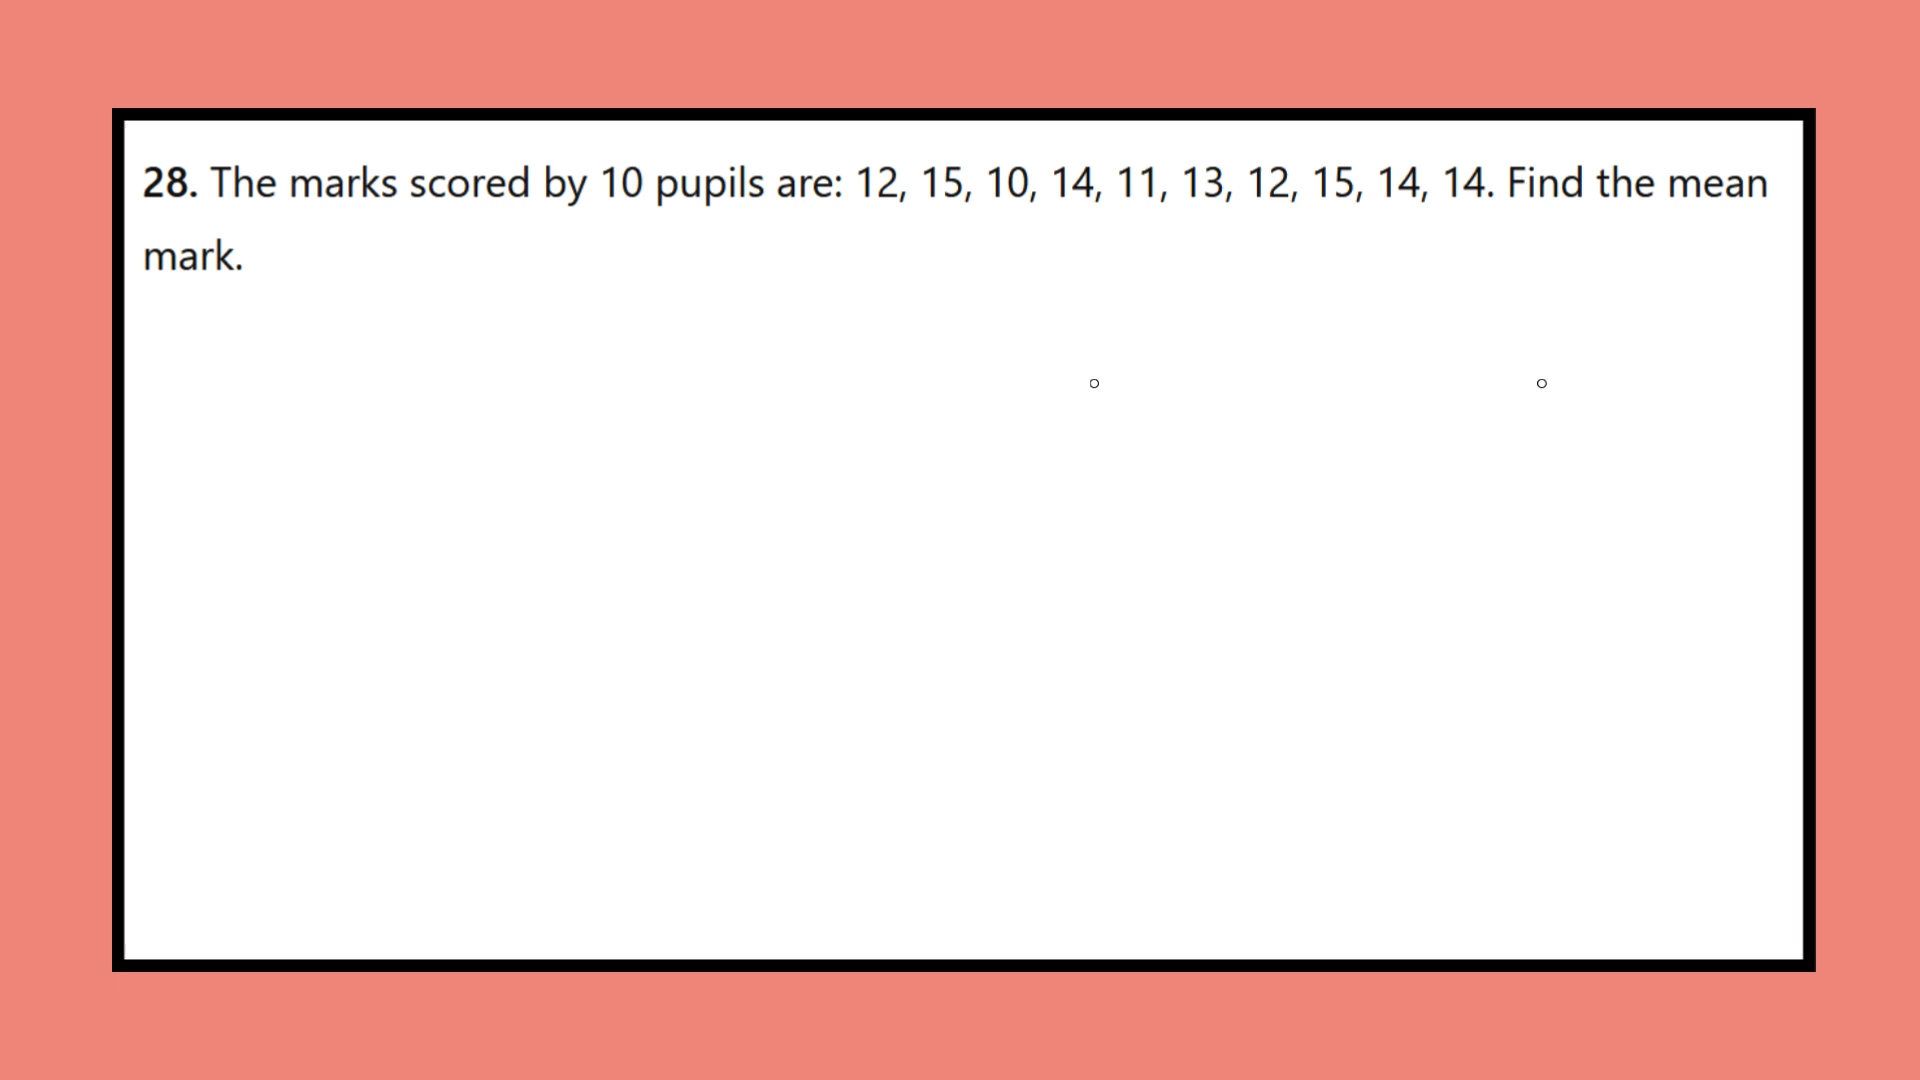 28. The marks scored by 10 pupils are: 12, 15, 10, 14, 11, 13, 12, 15, 14, 14. Find the mean
mark.